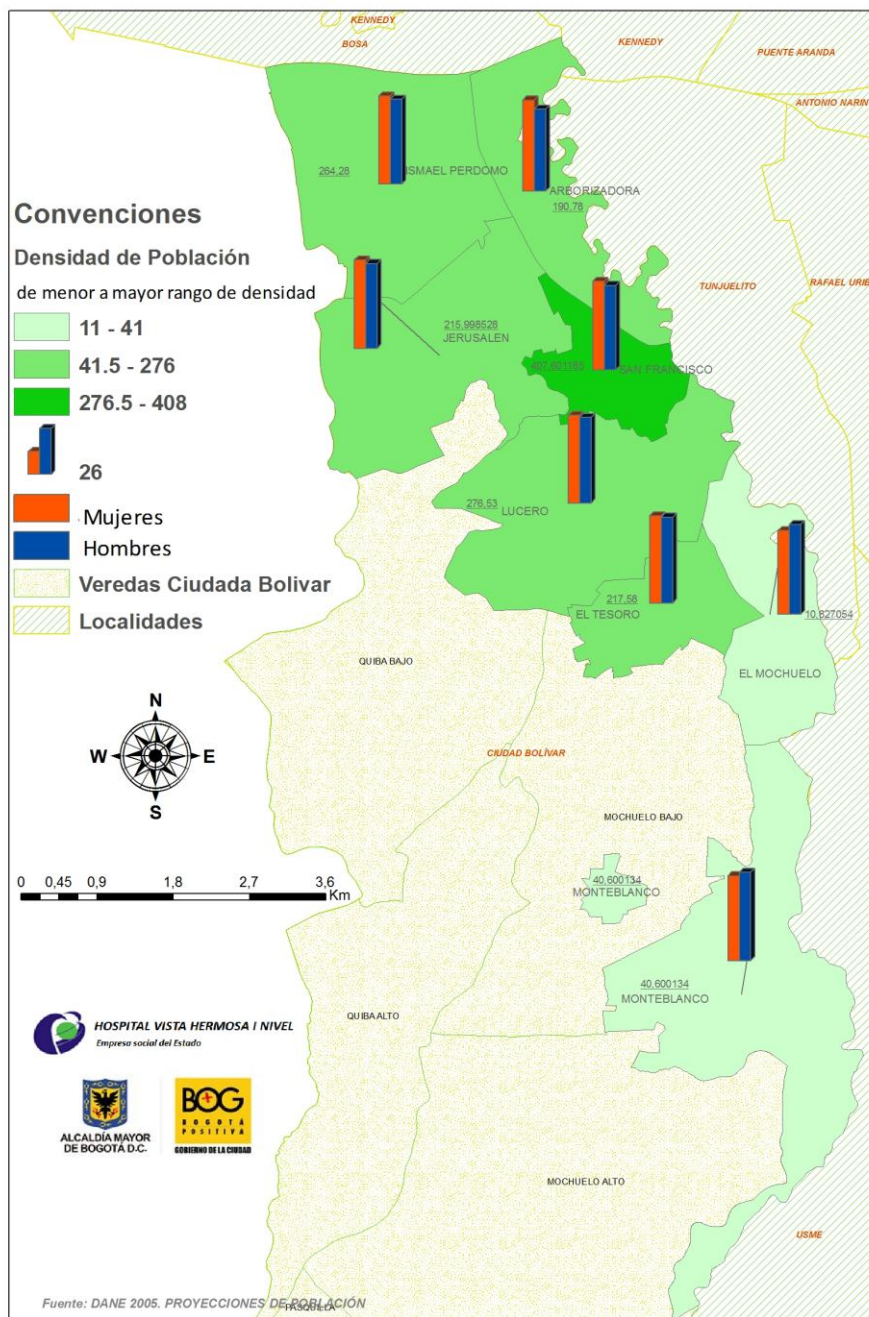 KENNEDY
BOSA
KENNEDY
PUENTE ARANDA
ANTONIO NARIN
264,28
ISMAEL PERDOMO
ARBORIZADORA
190,78
Convenciones
Densidad de Población
de menor a mayor rango de densidad
11 - 41
41.5 - 276
276.5 - 408
26
Mujeres
Hombres
Veredas Ciudada Bolivar
Localidades
TUNJUELITO
RAFAEL URIB
215,998528
JERUSALEN
407,601165
SAN FRANCISCO
276,53
LUCERO
217,58
EL TESORO
10,827054
EL MOCHUELO
QUIBA BAJO
CIUDAD BOLÍVAR
N
W
E
S
MOCHUELO BAJO
0 0,45 0,9 1,8 2,7 3,6
Km
40,600134
MONTEBLANCO
40,600134
MONTEBLANCO
QUIBA ALTO
HOSPITAL VISTA HERMOSA I NIVEL
Empresa social del Estado
ALCALDÍA MAYOR
DE BOGOTÁ D.C.
BOG
BOGOTÁ
POSITIVA
GOBIERNO DE LA CIUDAD
MOCHUELO ALTO
USME
Fuente: DANE 2005. PROYECCIONES DE POBLACIÓN
PASQUILLA